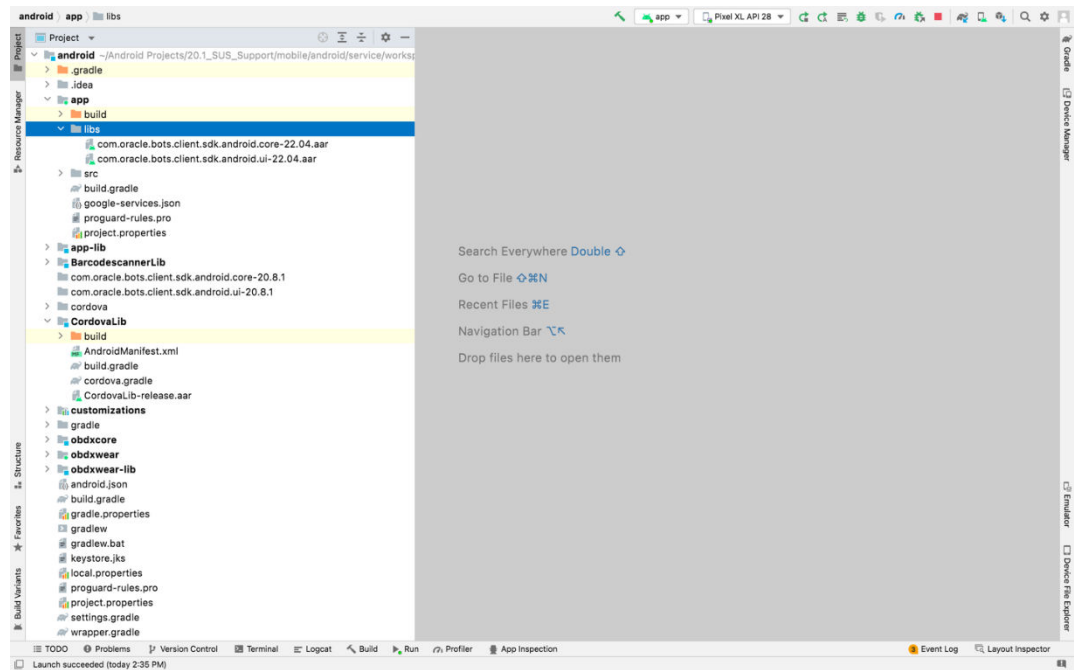 android app libs
app Pixel XL API 28
Project
android ~/Android Projects/20.1_SUS_Support/mobile/android/service/worksp
.gradle
.idea
app
build
libs
com.oracle.bots.client.sdk.android.core-22.04.aar
com.oracle.bots.client.sdk.android.ui-22.04.aar
src
build.gradle
google-services.json
proguard-rules.pro
project.properties
app-lib
BarcodescannerLib
com.oracle.bots.client.sdk.android.core-20.8.1
com.oracle.bots.client.sdk.android.ui-20.8.1
cordova
CordovaLib
build
AndroidManifest.xml
build.gradle
cordova.gradle
CordovaLib-release.aar
customizations
gradle
obdxcore
obdxwear
obdxwear-lib
android.json
build.gradle
gradle.properties
gradlew
gradlew.bat
keystore.jks
local.properties
proguard-rules.pro
project.properties
settings.gradle
wrapper.gradle
Project
Resource Manager
Structure
Favorites
Build Variants
Search Everywhere Double ⇧
Go to File ⇧⌘N
Recent Files ⌘E
Navigation Bar ⌥↖
Drop files here to open them
Gradle
Device Manager
Emulator
Device File Explorer
TODO Problems Version Control Terminal Logcat Build Run Profiler App Inspection 3 Event Log Layout Inspector
Launch succeeded (today 2:35 PM)